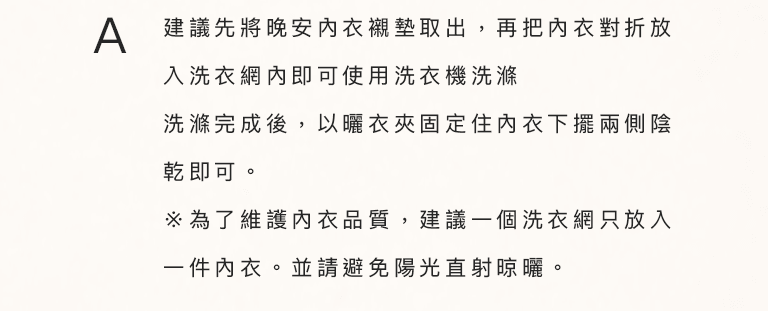 A
建議先將晚安內衣襯墊取出，再把內衣對折放
入洗衣網內即可使用洗衣機洗滌
洗滌完成後，以曬衣夾固定住內衣下擺兩側陰
乾即可。
※為了維護內衣品質，建議一個洗衣網只放入
一件內衣。並請避免陽光直射晾曬。